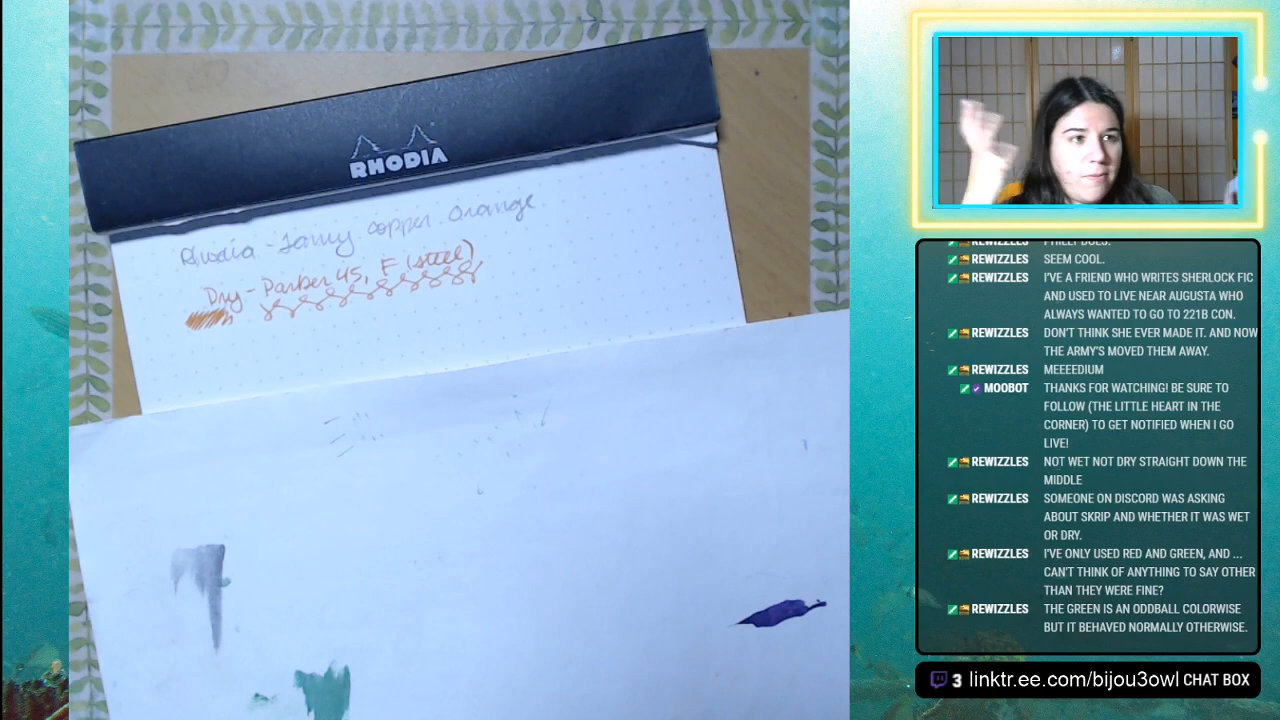 RHODIA
Rhodia - Lamy Copper Orange
Dry - Parker 45, F (steel)
REWIZZLES PHILLY DOES.
REWIZZLES SEEM COOL.
REWIZZLES I'VE A FRIEND WHO WRITES SHERLOCK FIC
AND USED TO LIVE NEAR AUGUSTA WHO
ALWAYS WANTED TO GO TO 221B CON.
REWIZZLES DON'T THINK SHE EVER MADE IT. AND NOW
THE ARMY'S MOVED THEM AWAY.
REWIZZLES MEEEEDIUM
MOOBOT THANKS FOR WATCHING! BE SURE TO
FOLLOW (THE LITTLE HEART IN THE
CORNER) TO GET NOTIFIED WHEN I GO
LIVE!
REWIZZLES NOT WET NOT DRY STRAIGHT DOWN THE
MIDDLE
REWIZZLES SOMEONE ON DISCORD WAS ASKING
ABOUT SKRIP AND WHETHER IT WAS WET
OR DRY.
REWIZZLES I'VE ONLY USED RED AND GREEN, AND ...
CAN'T THINK OF ANYTHING TO SAY OTHER
THAN THEY WERE FINE?
REWIZZLES THE GREEN IS AN ODDBALL COLORWISE
BUT IT BEHAVED NORMALLY OTHERWISE.
3 linktr.ee.com/bijou3owl CHAT BOX